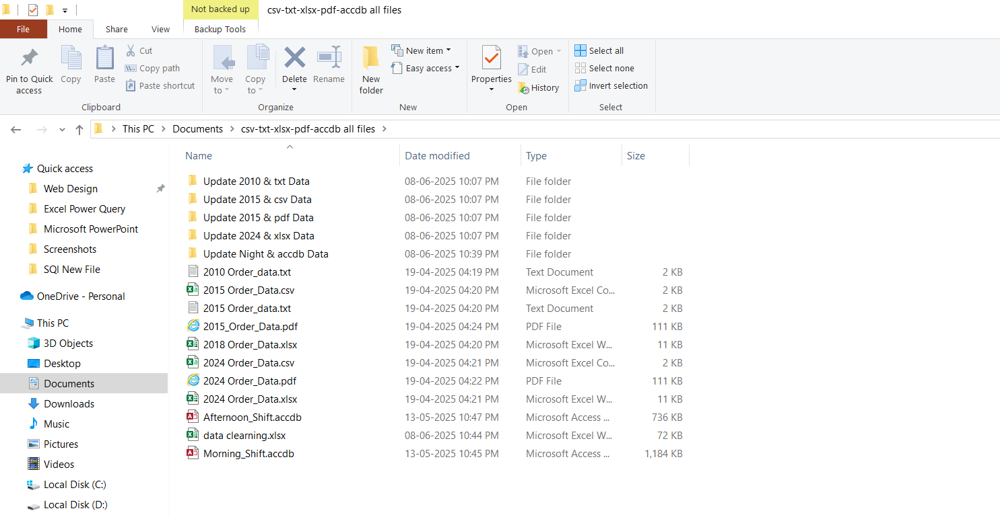 Not backed up csv-txt-xlsx-pdf-accdb all files
File Home Share View Backup Tools
Pin to Quick access
Copy
Paste
Cut
Copy path
Paste shortcut
Clipboard
Move to
Copy to
Delete
Rename
Organize
New folder
New item
Easy access
New
Properties
Open
Edit
History
Open
Select all
Select none
Invert selection
Select
This PC > Documents > csv-txt-xlsx-pdf-accdb all files >
Quick access
Web Design
Excel Power Query
Microsoft PowerPoint
Screenshots
SQl New File
OneDrive - Personal
This PC
3D Objects
Desktop
Documents
Downloads
Music
Pictures
Videos
Local Disk (C:)
Local Disk (D:)
Name Date modified Type Size
Update 2010 & txt Data 08-06-2025 10:07 PM File folder
Update 2015 & csv Data 08-06-2025 10:07 PM File folder
Update 2015 & pdf Data 08-06-2025 10:07 PM File folder
Update 2024 & xlsx Data 08-06-2025 10:07 PM File folder
Update Night & accdb Data 08-06-2025 10:39 PM File folder
2010 Order_data.txt 19-04-2025 04:19 PM Text Document 2 KB
2015 Order_Data.csv 19-04-2025 04:20 PM Microsoft Excel Co... 2 KB
2015 Order_data.txt 19-04-2025 04:20 PM Text Document 2 KB
2015_Order_Data.pdf 19-04-2025 04:24 PM PDF File 111 KB
2018 Order_Data.xlsx 19-04-2025 04:20 PM Microsoft Excel W... 11 KB
2024 Order_Data.csv 19-04-2025 04:21 PM Microsoft Excel Co... 2 KB
2024 Order_Data.pdf 19-04-2025 04:22 PM PDF File 111 KB
2024 Order_Data.xlsx 19-04-2025 04:21 PM Microsoft Excel W... 11 KB
Afternoon_Shift.accdb 13-05-2025 10:47 PM Microsoft Access ... 736 KB
data clearning.xlsx 08-06-2025 10:44 PM Microsoft Excel W... 72 KB
Morning_Shift.accdb 13-05-2025 10:45 PM Microsoft Access ... 1,184 KB